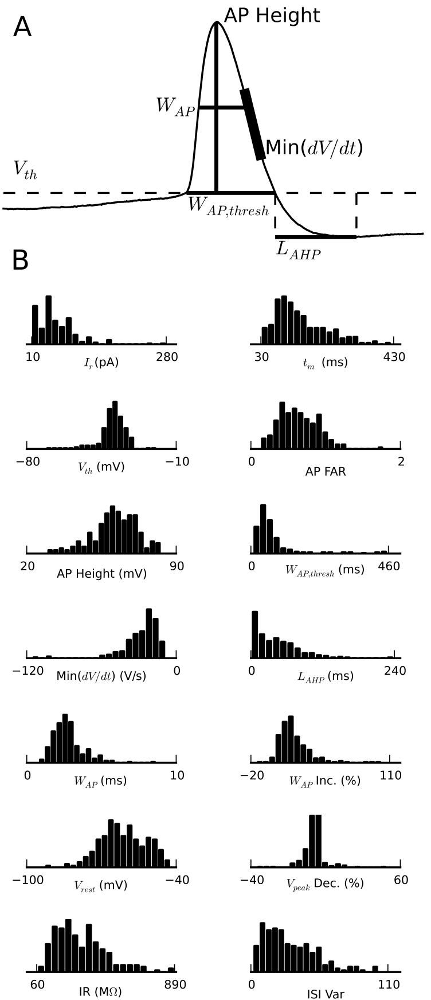 A
AP Height
W_AP
Min(dV/dt)
V_th
W_AP,thresh
L_AHP
B
10 280
I_r (pA)
30 430
t_m (ms)
−80 −10
V_th (mV)
0 2
AP FAR
20 90
AP Height (mV)
0 460
W_AP,thresh (ms)
−120 0
Min(dV/dt) (V/s)
0 240
L_AHP (ms)
0 10
W_AP (ms)
−20 110
W_AP Inc. (%)
−100 −40
V_rest (mV)
−40 60
V_peak Dec. (%)
60 890
IR (MΩ)
0 110
ISI Var